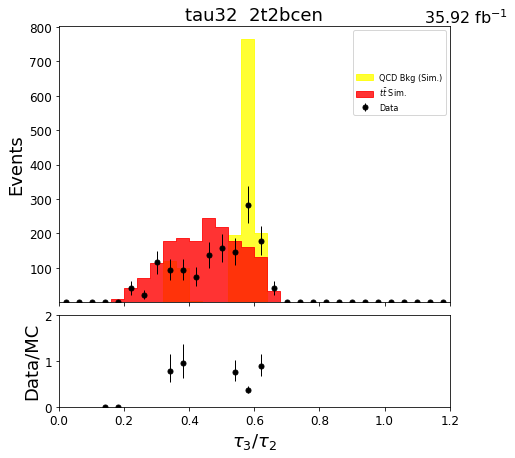 tau32 2t2bcen
35.92 fb⁻¹
800
700
600
500
400
300
200
100
Events
QCD Bkg (Sim.)
tt̄ Sim.
Data
2
1
0
Data/MC
0.0 0.2 0.4 0.6 0.8 1.0 1.2
τ₃/τ₂